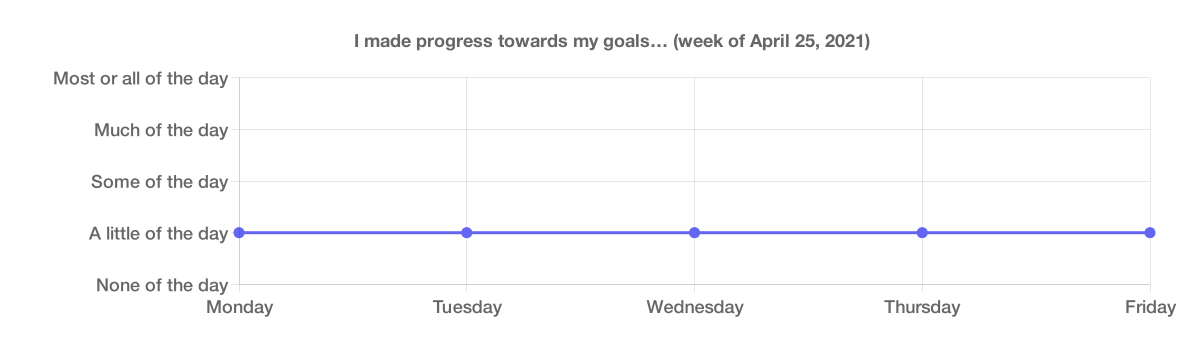 I made progress towards my goals… (week of April 25, 2021)
Most or all of the day
Much of the day
Some of the day
A little of the day
None of the day
Monday Tuesday Wednesday Thursday Friday